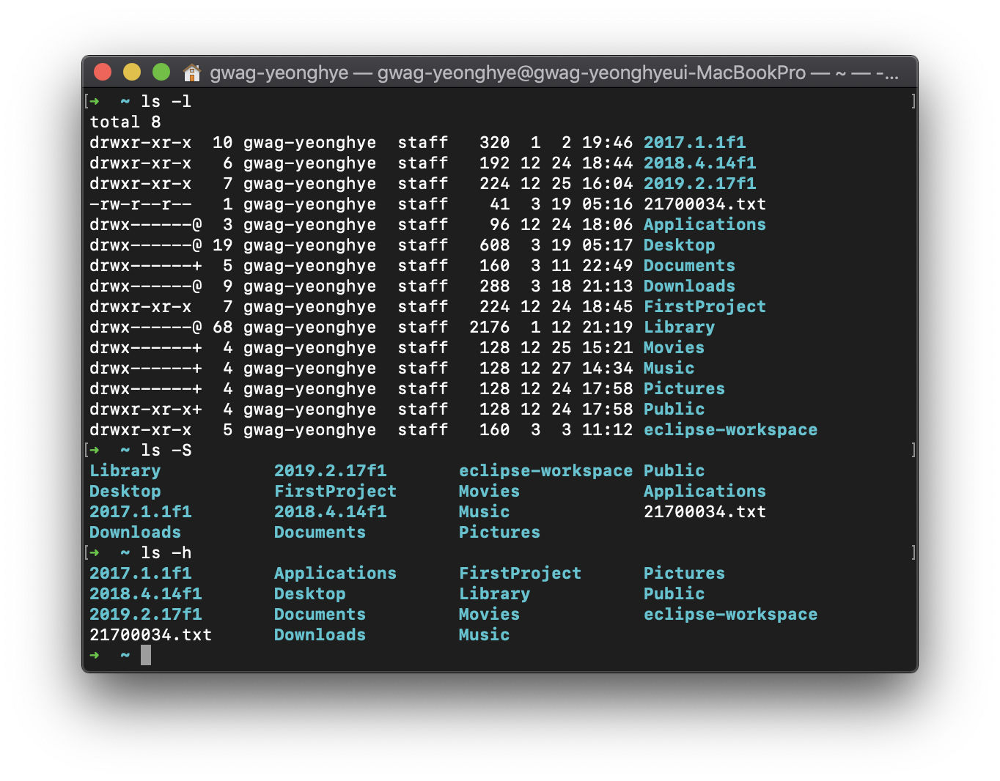 gwag-yeonghye — gwag-yeonghye@gwag-yeonghyeui-MacBookPro — ~ — -...
[➜  ~ ls -l ]
total 8
drwxr-xr-x  10 gwag-yeonghye  staff   320  1  2 19:46 2017.1.1f1
drwxr-xr-x   6 gwag-yeonghye  staff   192 12 24 18:44 2018.4.14f1
drwxr-xr-x   7 gwag-yeonghye  staff   224 12 25 16:04 2019.2.17f1
-rw-r--r--   1 gwag-yeonghye  staff    41  3 19 05:16 21700034.txt
drwx------@  3 gwag-yeonghye  staff    96 12 24 18:06 Applications
drwx------@ 19 gwag-yeonghye  staff   608  3 19 05:17 Desktop
drwx------+  5 gwag-yeonghye  staff   160  3 11 22:49 Documents
drwx------@  9 gwag-yeonghye  staff   288  3 18 21:13 Downloads
drwxr-xr-x   7 gwag-yeonghye  staff   224 12 24 18:45 FirstProject
drwx------@ 68 gwag-yeonghye  staff  2176  1 12 21:19 Library
drwx------+  4 gwag-yeonghye  staff   128 12 25 15:21 Movies
drwx------+  4 gwag-yeonghye  staff   128 12 27 14:34 Music
drwx------+  4 gwag-yeonghye  staff   128 12 24 17:58 Pictures
drwxr-xr-x+  4 gwag-yeonghye  staff   128 12 24 17:58 Public
drwxr-xr-x   5 gwag-yeonghye  staff   160  3  3 11:12 eclipse-workspace
[➜  ~ ls -S ]
Library           2019.2.17f1       eclipse-workspace Public
Desktop           FirstProject      Movies            Applications
2017.1.1f1        2018.4.14f1       Music             21700034.txt
Downloads         Documents         Pictures
[➜  ~ ls -h ]
2017.1.1f1        Applications      FirstProject      Pictures
2018.4.14f1       Desktop           Library           Public
2019.2.17f1       Documents         Movies            eclipse-workspace
21700034.txt      Downloads         Music
➜  ~